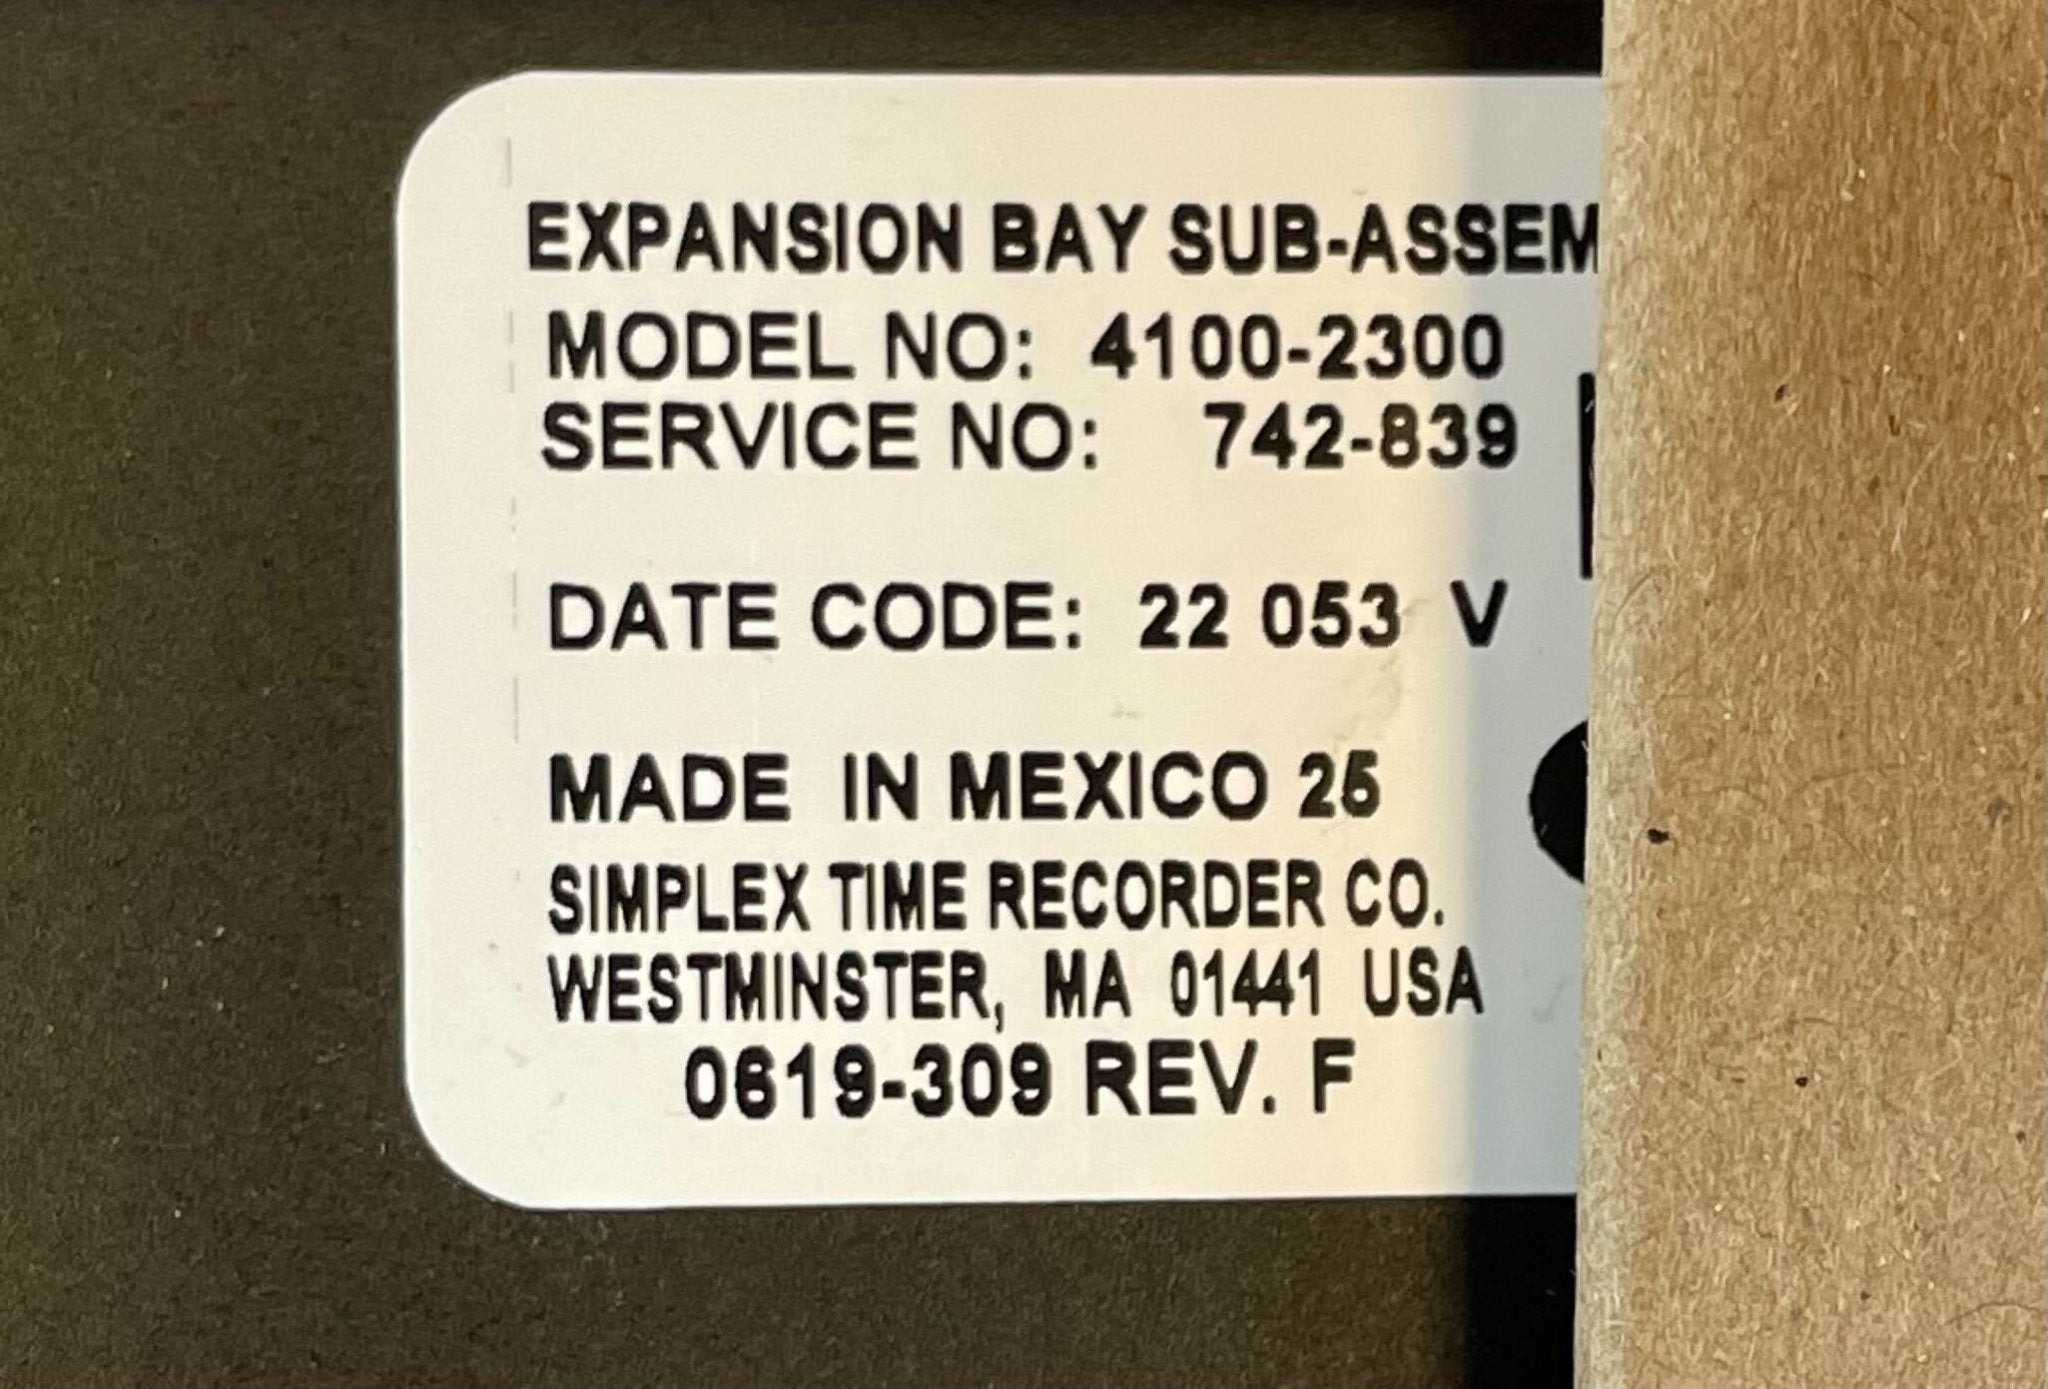 EXPANSION BAY SUB-ASSEM
MODEL NO: 4100-2300
SERVICE NO: 742-839
DATE CODE: 22 053 V
MADE IN MEXICO 25
SIMPLEX TIME RECORDER CO.
WESTMINSTER, MA 01441 USA
0619-309 REV. F